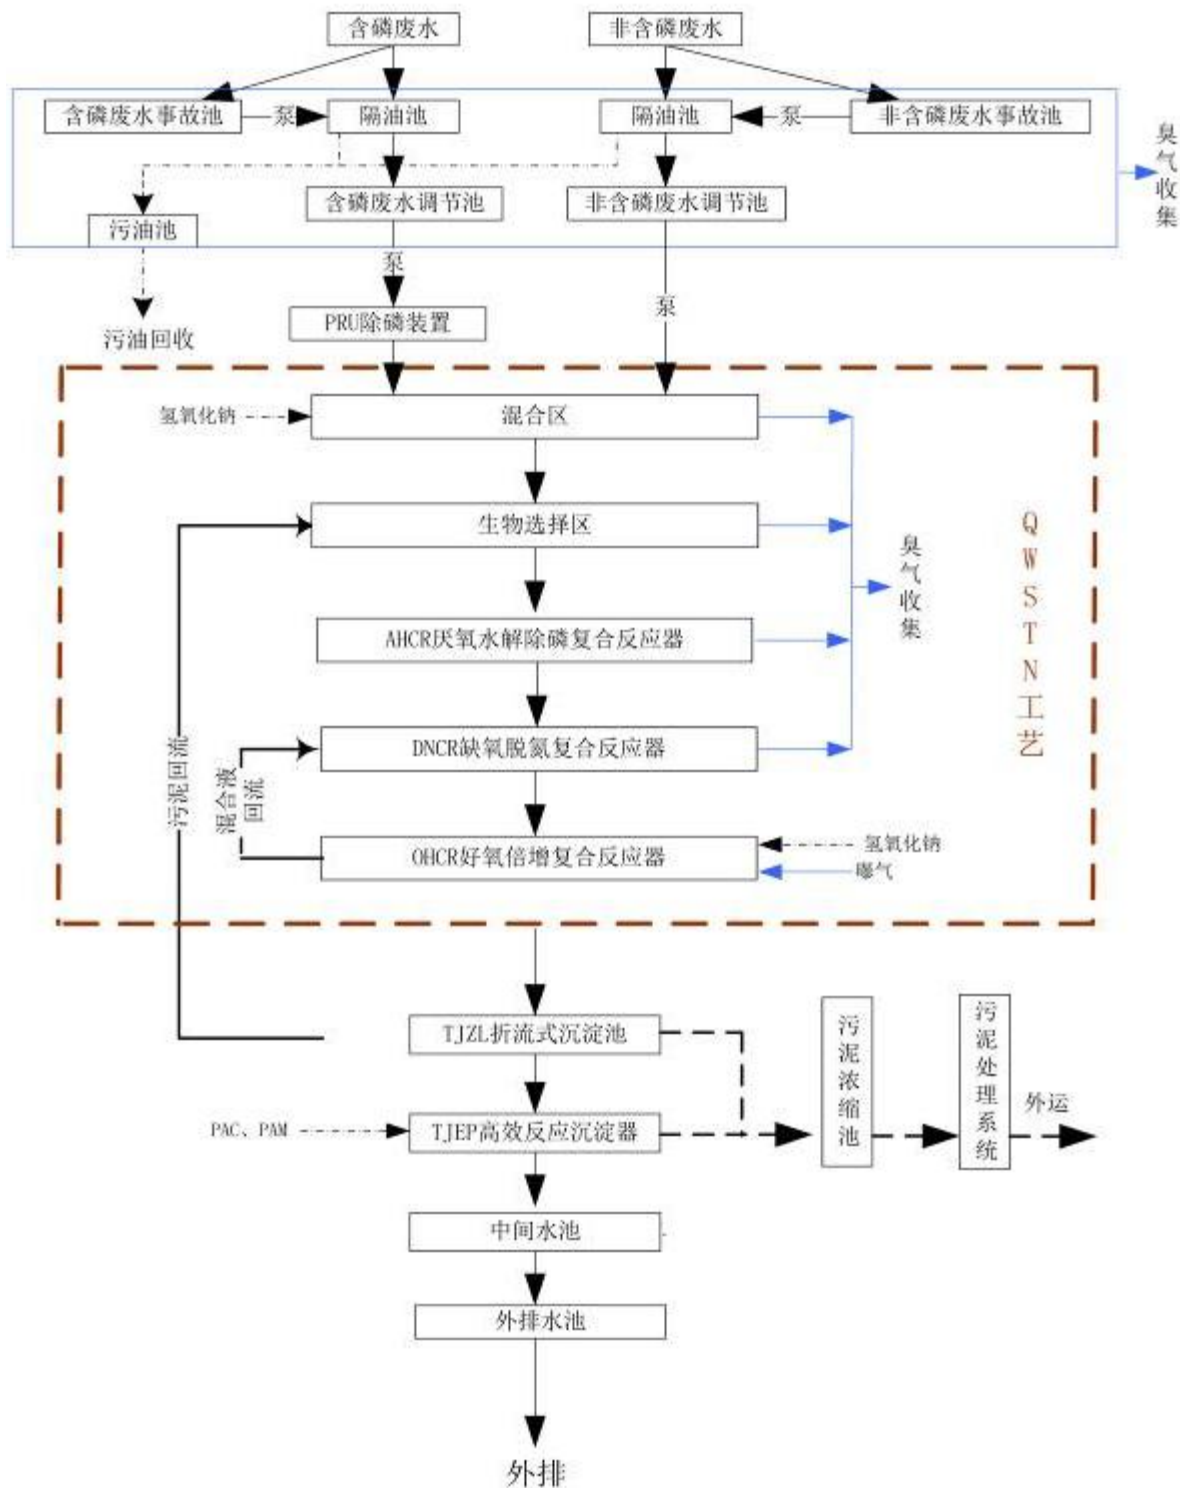 含磷废水
非含磷废水
含磷废水事故池
泵
隔油池
隔油池
泵
非含磷废水事故池
臭气收集
含磷废水调节池
非含磷废水调节池
污油池
泵
泵
污油回收
PRU除磷装置
氢氧化钠
混合区
生物选择区
QWSTN工艺
臭气收集
AHCR厌氧水解除磷复合反应器
DNCR缺氧脱氮复合反应器
污泥回流
混合液
回流
OHCR好氧倍增复合反应器
氢氧化钠
曝气
TJZL折流式沉淀池
污泥浓缩池
污泥处理系统
外运
PAC、PAM
TJEP高效反应沉淀器
中间水池
外排水池
外排